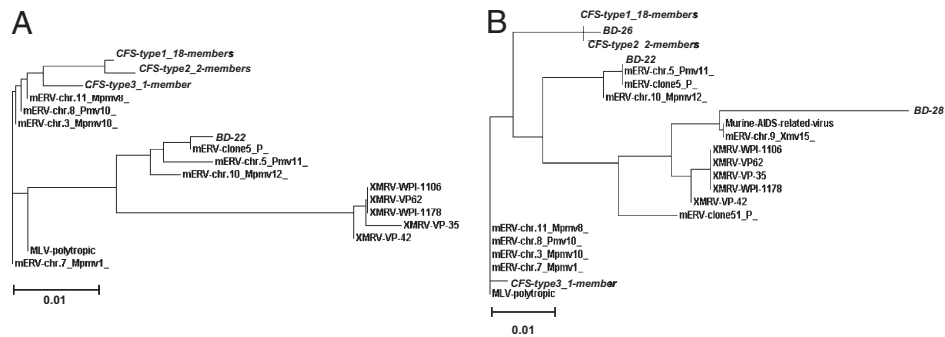 A
CFS-type1_18-members
CFS-type2_2-members
CFS-type3_1-member
mERV-chr.11_Mpmv8_
mERV-chr.8_Pmv10_
mERV-chr.3_Mpmv10_
BD-22
mERV-clone5_P_
mERV-chr.5_Pmv11_
mERV-chr.10_Mpmv12_
XMRV-WPI-1106
XMRV-VP62
XMRV-WPI-1178
XMRV-VP-35
XMRV-VP-42
MLV-polytropic
mERV-chr.7_Mpmv1_
0.01
B
CFS-type1_18-members
BD-26
CFS-type2 2-members
BD-22
mERV-chr.5_Pmv11_
mERV-clone5_P_
mERV-chr.10_Mpmv12_
BD-28
Murine-AIDS-related-virus
mERV-chr.9_Xmv15_
XMRV-WPI-1106
XMRV-VP62
XMRV-VP-35
XMRV-WPI-1178
XMRV-VP-42
mERV-clone51_P_
mERV-chr.11_Mpmv8_
mERV-chr.8_Pmv10_
mERV-chr.3_Mpmv10_
mERV-chr.7_Mpmv1_
CFS-type3_1-member
MLV-polytropic
0.01